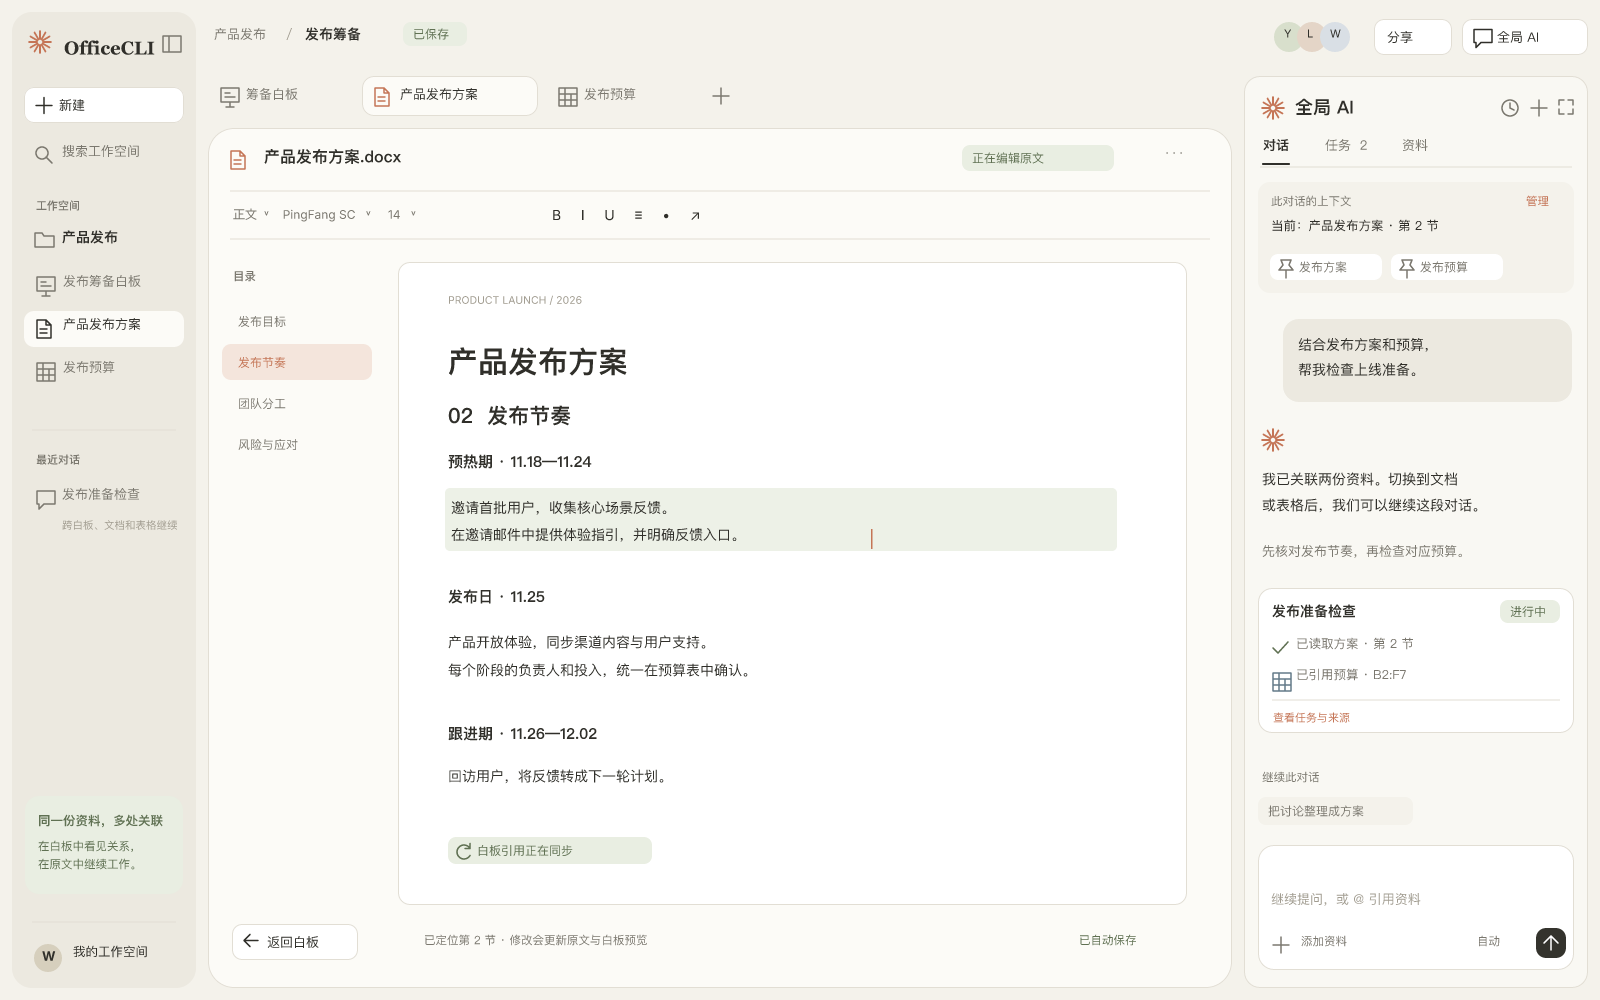 OfficeCLI
新建
搜索工作空间
工作空间
产品发布
发布筹备白板
产品发布方案
发布预算
最近对话
发布准备检查
跨白板、文档和表格继续
同一份资料，多处关联
在白板中看见关系，
在原文中继续工作。
W
我的工作空间
产品发布 / 发布筹备
已保存
Y L W
分享
全局 AI
筹备白板
产品发布方案
发布预算
产品发布方案.docx
正在编辑原文
正文 PingFang SC 14 B I U
目录
发布目标
发布节奏
团队分工
风险与应对
PRODUCT LAUNCH / 2026
产品发布方案
02 发布节奏
预热期 · 11.18—11.24
邀请首批用户，收集核心场景反馈。
在邀请邮件中提供体验指引，并明确反馈入口。
发布日 · 11.25
产品开放体验，同步渠道内容与用户支持。
每个阶段的负责人和投入，统一在预算表中确认。
跟进期 · 11.26—12.02
回访用户，将反馈转成下一轮计划。
白板引用正在同步
返回白板
已定位第 2 节 · 修改会更新原文与白板预览
已自动保存
全局 AI
对话 任务 2 资料
此对话的上下文
管理
当前：产品发布方案 · 第 2 节
发布方案
发布预算
结合发布方案和预算，
帮我检查上线准备。
我已关联两份资料。切换到文档
或表格后，我们可以继续这段对话。
先核对发布节奏，再检查对应预算。
发布准备检查
进行中
已读取方案 · 第 2 节
已引用预算 · B2:F7
查看任务与来源
继续此对话
把讨论整理成方案
继续提问，或 @ 引用资料
添加资料
自动